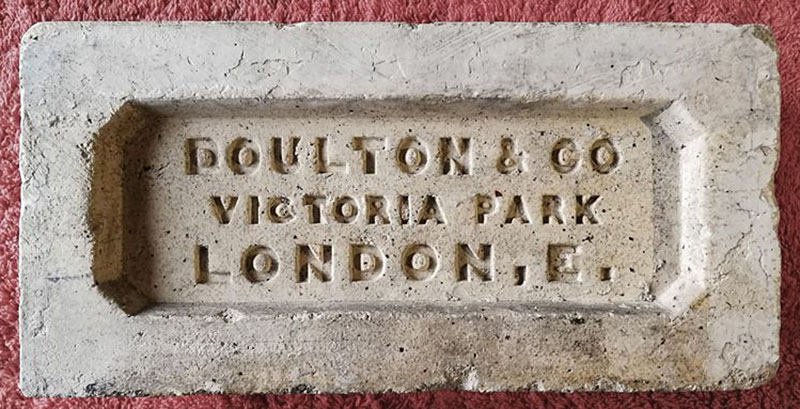 DOULTON & CO
VICTORIA PARK
LONDON, E.